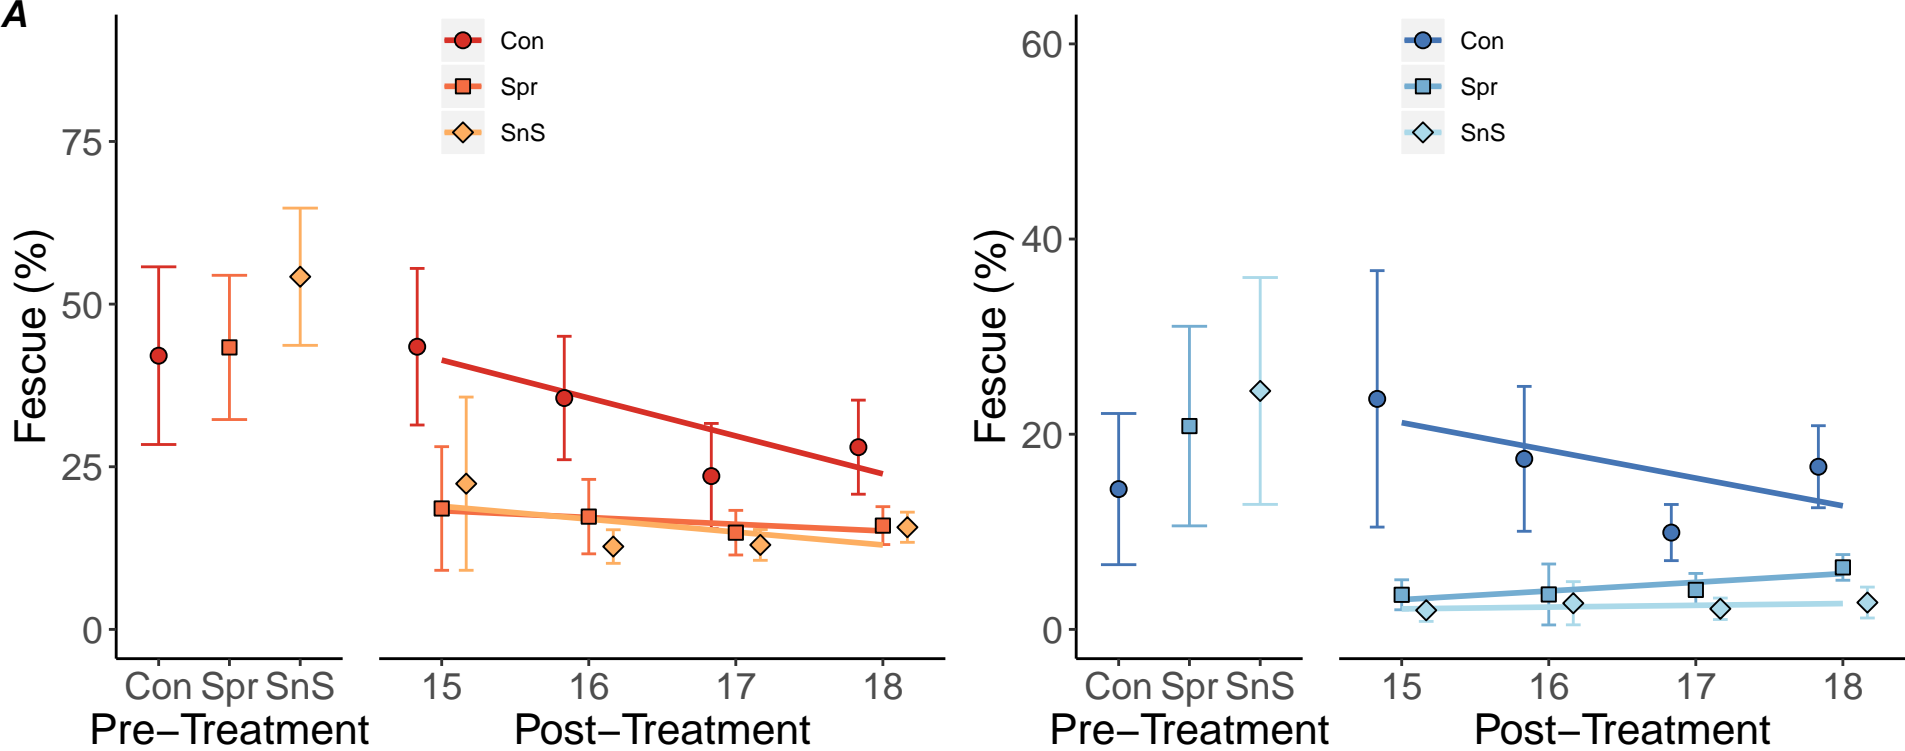 A
Con
Spr
SnS
75
50
25
0
Fescue (%)
Con Spr SnS
15 16 17 18
Pre−Treatment
Post−Treatment
Con
Spr
SnS
60
40
20
0
Fescue (%)
Con Spr SnS
15 16 17 18
Pre−Treatment
Post−Treatment